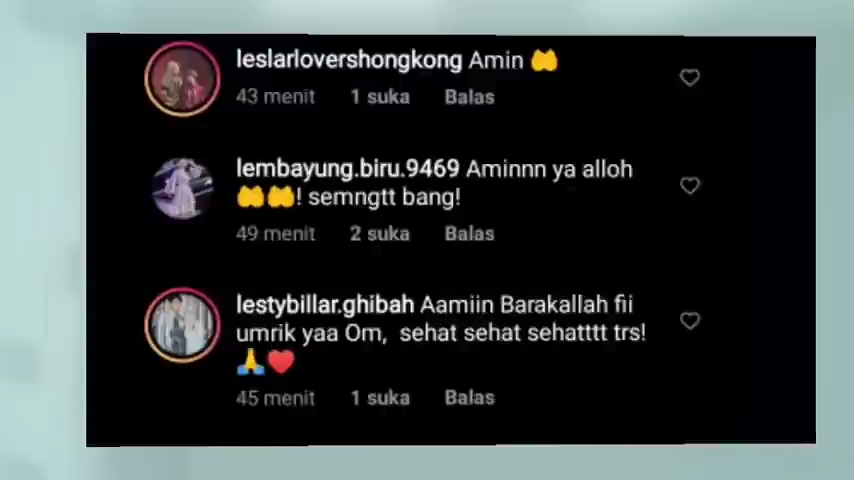 leslarlovershongkong Amin 🤲
43 menit 1 suka Balas
lembayung.biru.9469 Aminnn ya alloh
🤲🤲! semngtt bang!
49 menit 2 suka Balas
lestybillar.ghibah Aamiin Barakallah fii
umrik yaa Om, sehat sehat sehatttt trs!
🙏❤️
45 menit 1 suka Balas